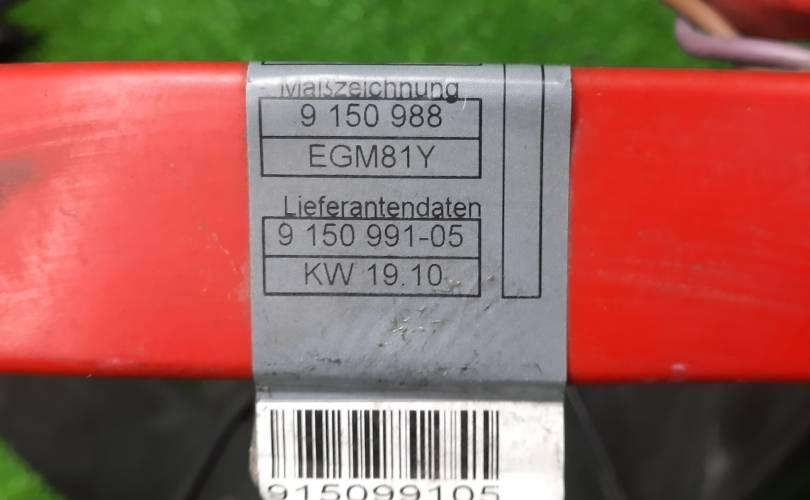 Maßzeichnung
9 150 988
EGM81Y
Lieferantendaten
9 150 991-05
KW 19.10
915099105